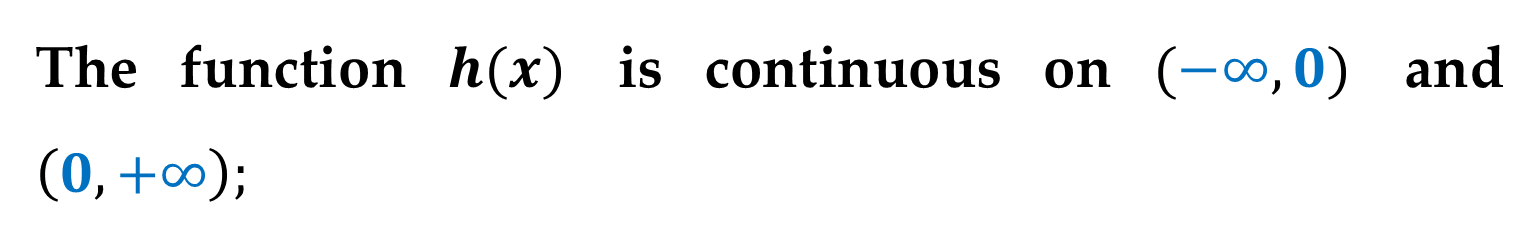 The function h(x) is continuous on (−∞, 0) and
(0, +∞);